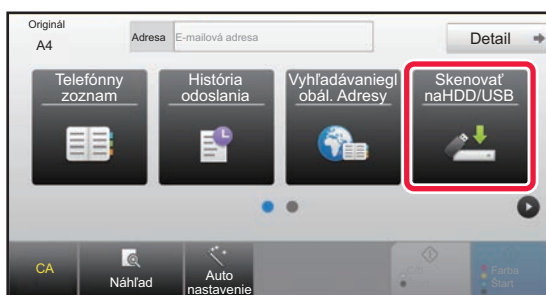 Originál
A4
Adresa
E-mailová adresa
Detail
Telefónny
zoznam
História
odoslania
Vyhľadávaniegl
obál. Adresy
Skenovať
naHDD/USB
CA
Náhľad
Auto
nastavenie
Štart
Farba
Štart